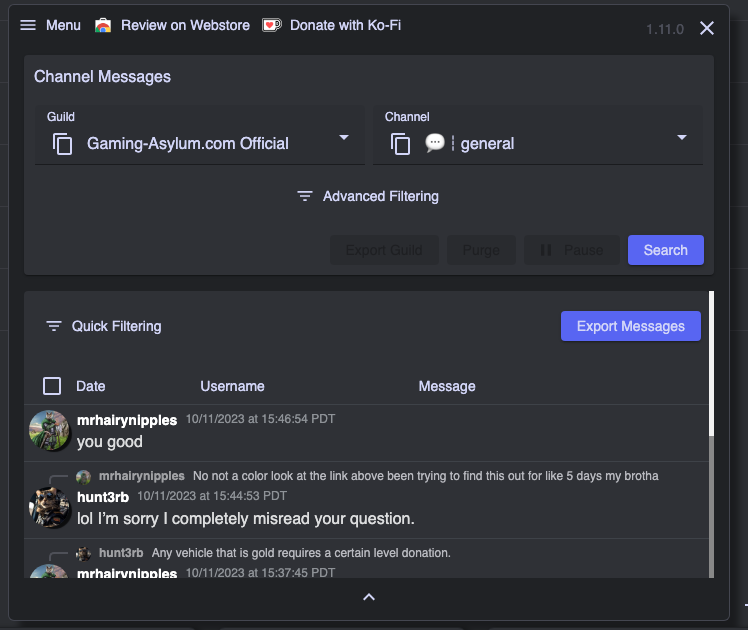 Menu Review on Webstore Donate with Ko-Fi 1.11.0
Channel Messages
Guild Channel
Gaming-Asylum.com Official 💬 ¦ general
Advanced Filtering
Export Guild Purge Pause Search
Quick Filtering Export Messages
Date Username Message
mrhairynipples 10/11/2023 at 15:46:54 PDT
you good
mrhairynipples No not a color look at the link above been trying to find this out for like 5 days my brotha
hunt3rb 10/11/2023 at 15:44:53 PDT
lol I’m sorry I completely misread your question.
hunt3rb Any vehicle that is gold requires a certain level donation.
mrhairynipples 10/11/2023 at 15:37:45 PDT